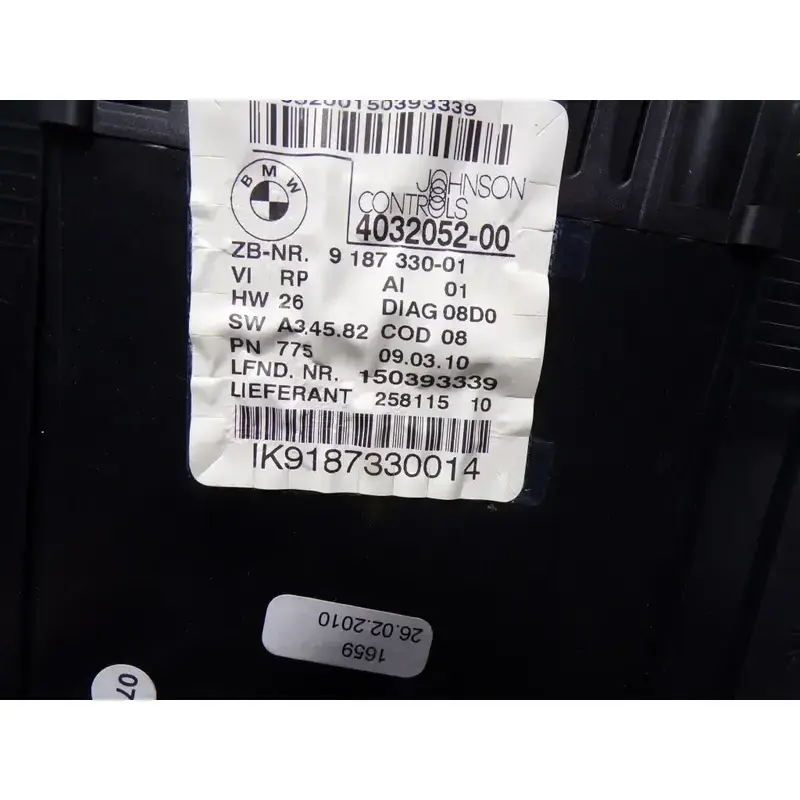 150393339
BMW
JOHNSON
CONTROLS
4032052-00
ZB-NR. 9 187 330-01
VI RP AI 01
HW 26 DIAG 08D0
SW A3.45.82 COD 08
PN 775 09.03.10
LFND. NR. 150393339
LIEFERANT 258115 10
IK9187330014
1659
26.02.2010
07